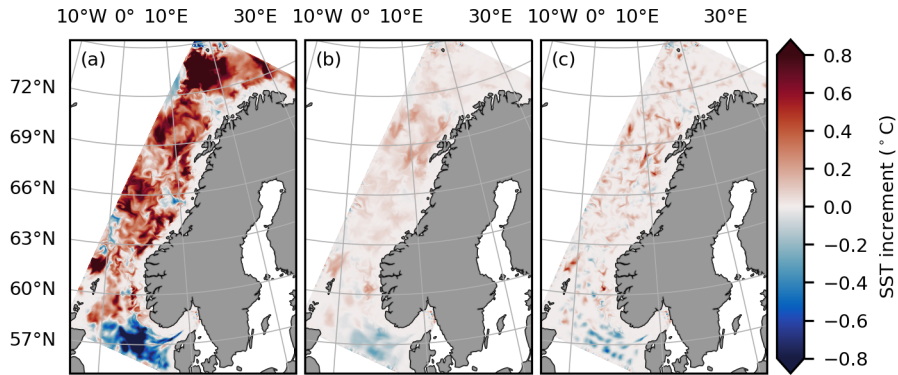 10°W 0° 10°E 30°E 10°W 0° 10°E 30°E 10°W 0° 10°E 30°E
(a) (b) (c)
72°N
69°N
66°N
63°N
60°N
57°N
0.8
0.6
0.4
0.2
0.0
−0.2
−0.4
−0.6
−0.8
SST increment (°C)